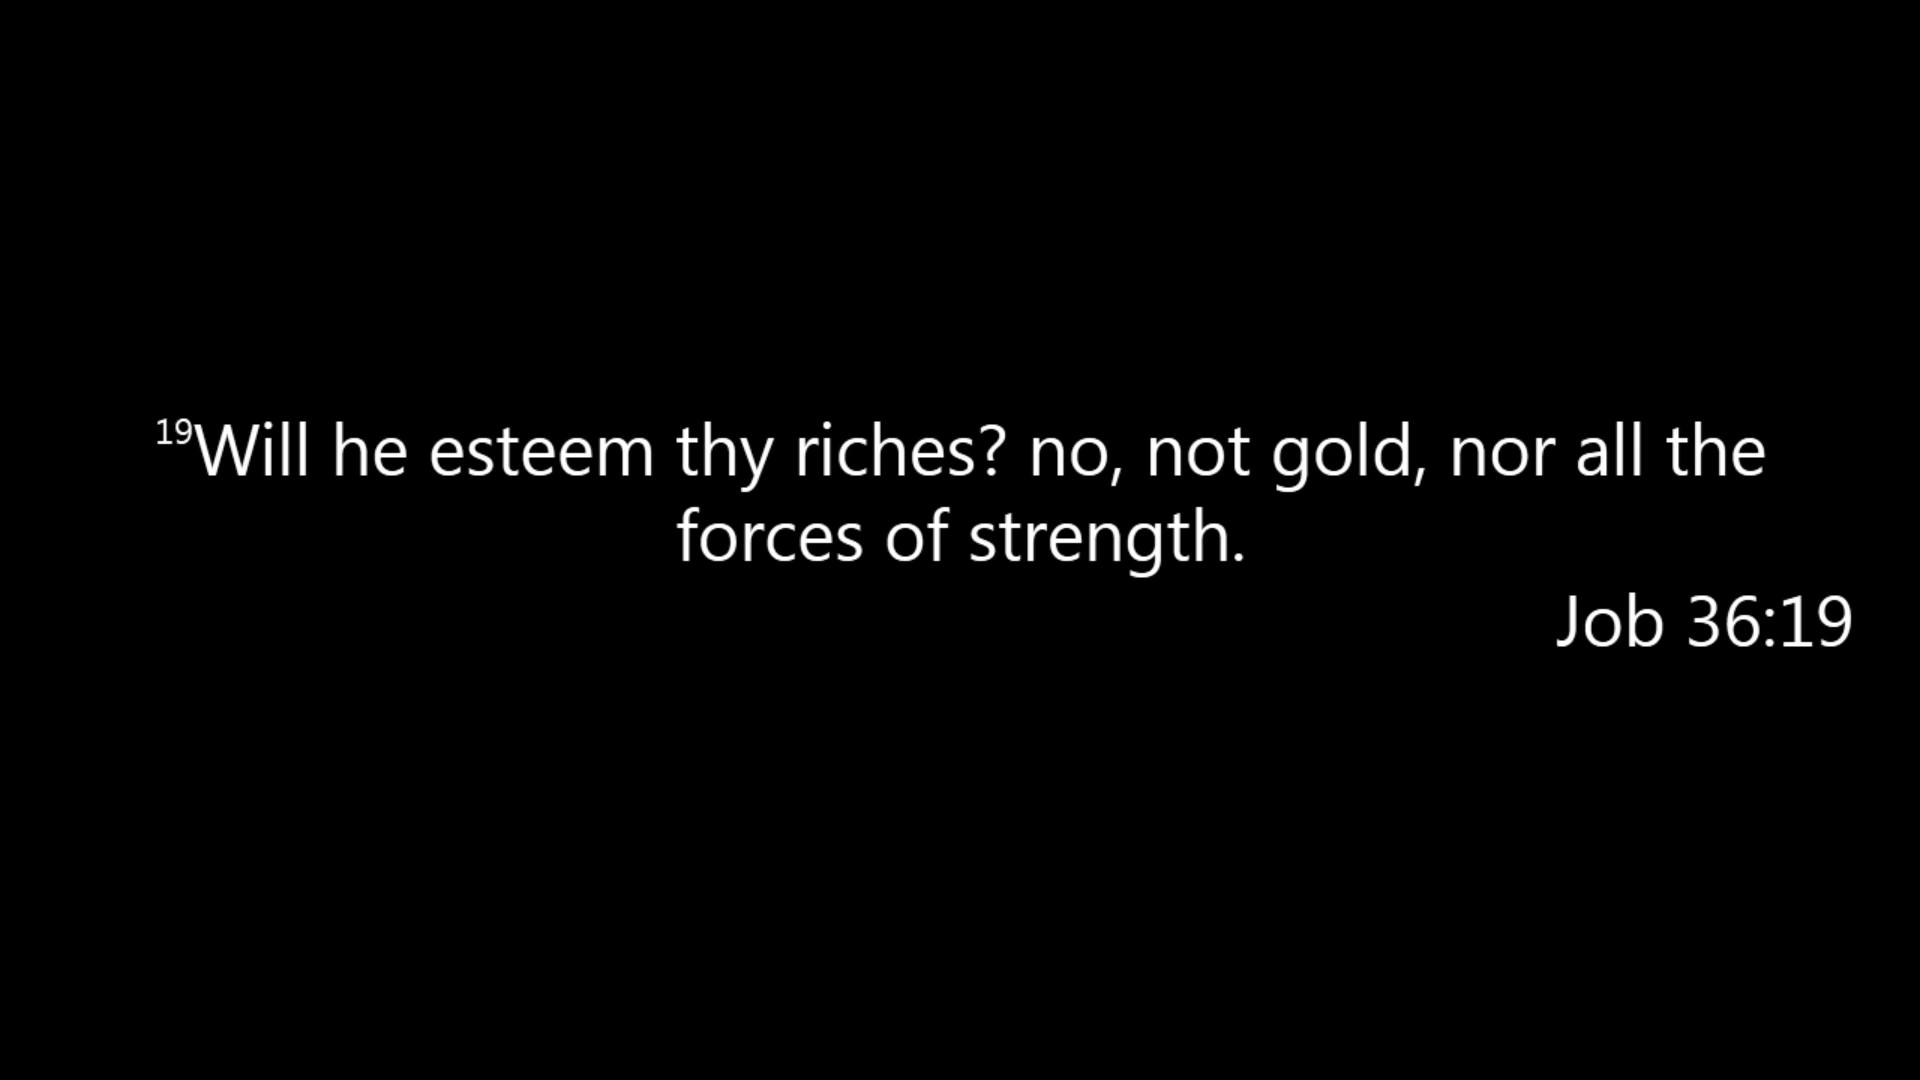 19Will he esteem thy riches? no, not gold, nor all the
forces of strength.
Job 36:19